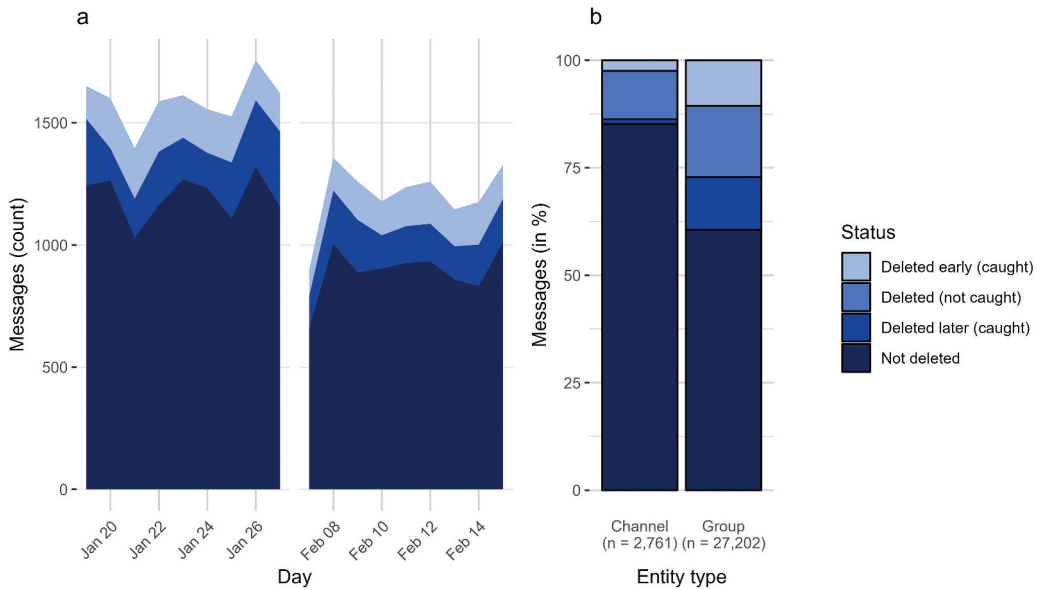 a
Messages (count)
1500
1000
500
0
Jan 20
Jan 22
Jan 24
Jan 26
Feb 08
Feb 10
Feb 12
Feb 14
Day
b
Messages (in %)
100
75
50
25
0
Channel
(n = 2,761)
Group
(n = 27,202)
Entity type
Status
Deleted early (caught)
Deleted (not caught)
Deleted later (caught)
Not deleted